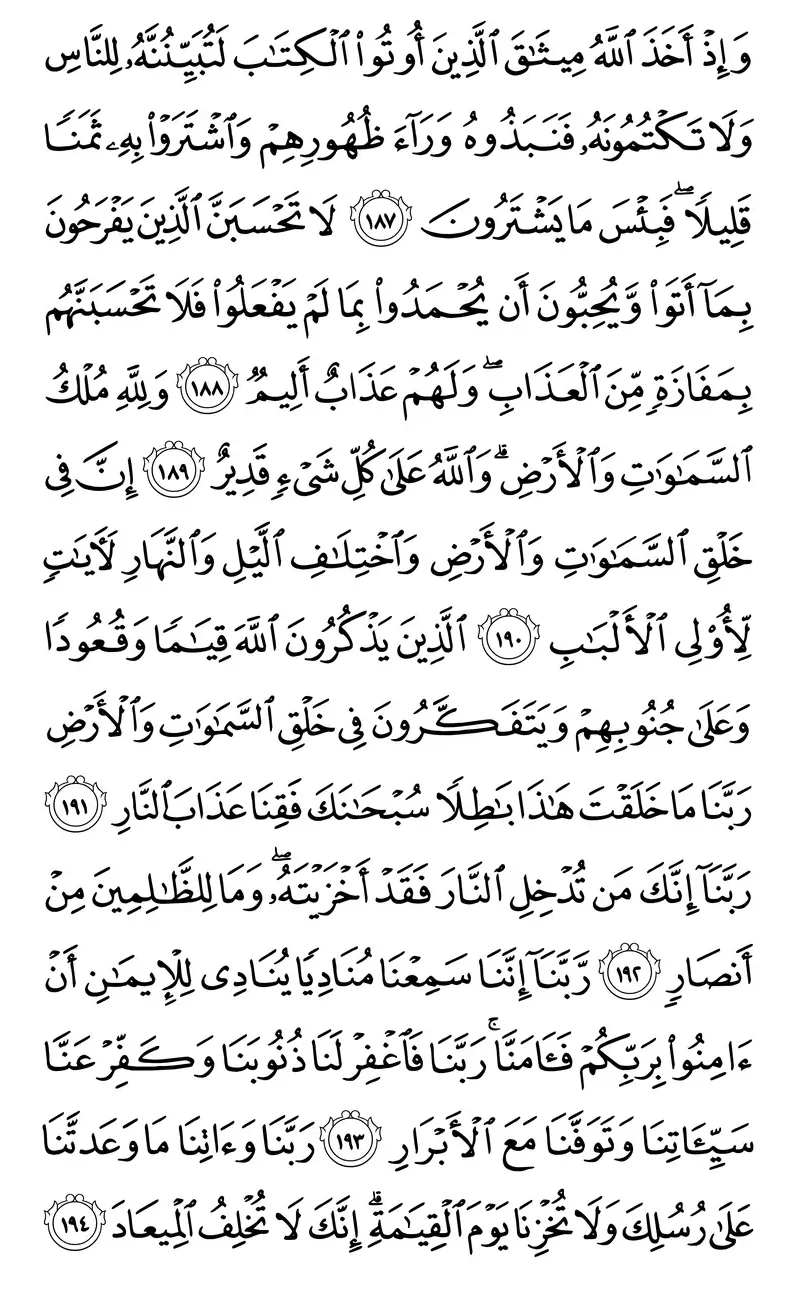 وَإِذْ أَخَذَ ٱللَّهُ مِيثَٰقَ ٱلَّذِينَ أُوتُوا۟ ٱلْكِتَٰبَ لَتُبَيِّنُنَّهُۥ لِلنَّاسِ
وَلَا تَكْتُمُونَهُۥ فَنَبَذُوهُ وَرَآءَ ظُهُورِهِمْ وَٱشْتَرَوْا۟ بِهِۦ ثَمَنًا
قَلِيلًا ۖ فَبِئْسَ مَا يَشْتَرُونَ ١٨٧ لَا تَحْسَبَنَّ ٱلَّذِينَ يَفْرَحُونَ
بِمَآ أَتَوا۟ وَّيُحِبُّونَ أَن يُحْمَدُوا۟ بِمَا لَمْ يَفْعَلُوا۟ فَلَا تَحْسَبَنَّهُم
بِمَفَازَةٍ مِّنَ ٱلْعَذَابِ ۖ وَلَهُمْ عَذَابٌ أَلِيمٌ ١٨٨ وَلِلَّهِ مُلْكُ
ٱلسَّمَٰوَٰتِ وَٱلْأَرْضِ ۗ وَٱللَّهُ عَلَىٰ كُلِّ شَىْءٍ قَدِيرٌ ١٨٩ إِنَّ فِى
خَلْقِ ٱلسَّمَٰوَٰتِ وَٱلْأَرْضِ وَٱخْتِلَٰفِ ٱلَّيْلِ وَٱلنَّهَارِ لَءَايَٰتٍ
لِّأُو۟لِى ٱلْأَلْبَٰبِ ١٩٠ ٱلَّذِينَ يَذْكُرُونَ ٱللَّهَ قِيَٰمًا وَقُعُودًا
وَعَلَىٰ جُنُوبِهِمْ وَيَتَفَكَّرُونَ فِى خَلْقِ ٱلسَّمَٰوَٰتِ وَٱلْأَرْضِ
رَبَّنَا مَا خَلَقْتَ هَٰذَا بَٰطِلًا سُبْحَٰنَكَ فَقِنَا عَذَابَ ٱلنَّارِ ١٩١
رَبَّنَآ إِنَّكَ مَن تُدْخِلِ ٱلنَّارَ فَقَدْ أَخْزَيْتَهُۥ ۖ وَمَا لِلظَّٰلِمِينَ مِنْ
أَنصَارٍ ١٩٢ رَّبَّنَآ إِنَّنَا سَمِعْنَا مُنَادِيًا يُنَادِى لِلْإِيمَٰنِ أَنْ
ءَامِنُوا۟ بِرَبِّكُمْ فَـَٔامَنَّا ۚ رَبَّنَا فَٱغْفِرْ لَنَا ذُنُوبَنَا وَكَفِّرْ عَنَّا
سَيِّـَٔاتِنَا وَتَوَفَّنَا مَعَ ٱلْأَبْرَارِ ١٩٣ رَبَّنَا وَءَاتِنَا مَا وَعَدتَّنَا
عَلَىٰ رُسُلِكَ وَلَا تُخْزِنَا يَوْمَ ٱلْقِيَٰمَةِ ۗ إِنَّكَ لَا تُخْلِفُ ٱلْمِيعَادَ ١٩٤